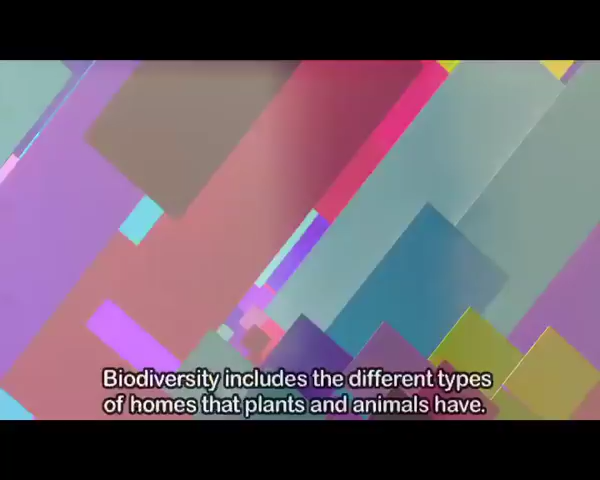 Biodiversity includes the different types
of homes that plants and animals have.